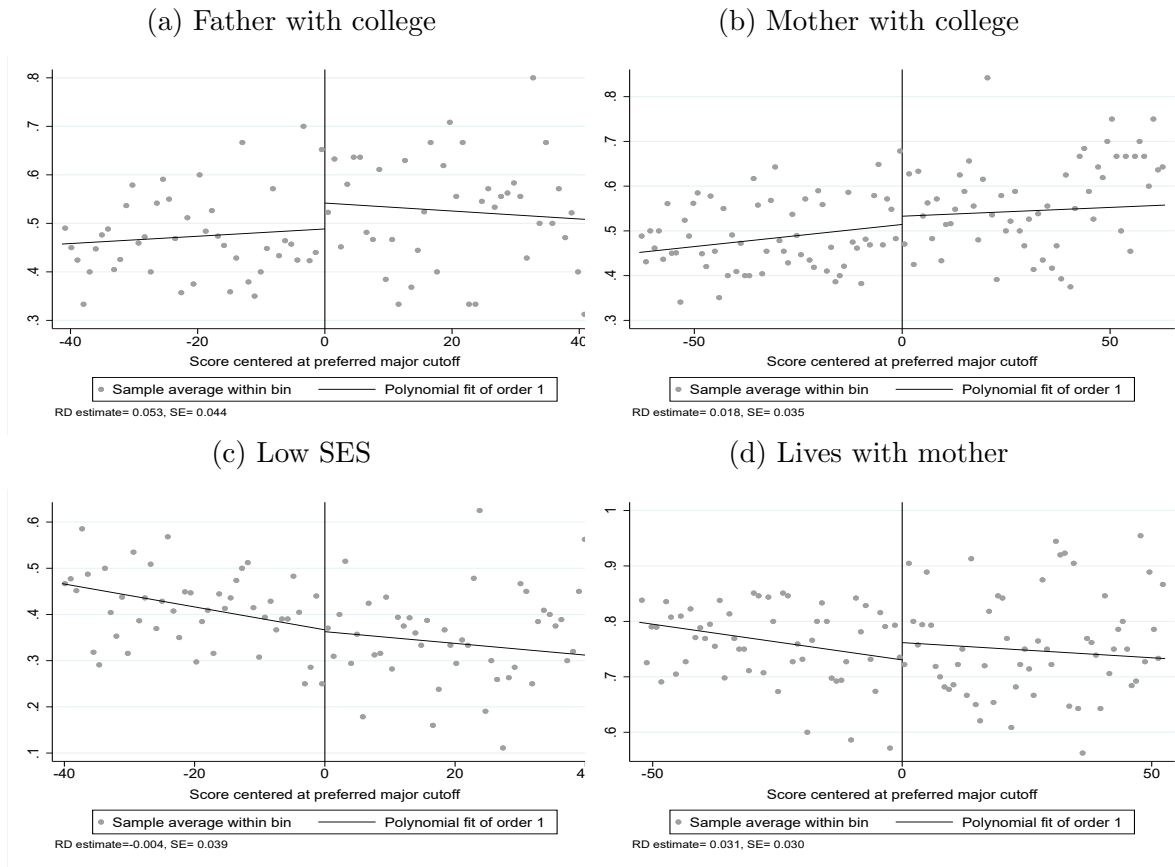 (a) Father with college
.8
.7
.6
.5
.4
.3
-40 -20 0 20 40
Score centered at preferred major cutoff
Sample average within bin Polynomial fit of order 1
RD estimate= 0.053, SE= 0.044
(b) Mother with college
.8
.7
.6
.5
.4
.3
-50 0 50
Score centered at preferred major cutoff
Sample average within bin Polynomial fit of order 1
RD estimate= 0.018, SE= 0.035
(c) Low SES
.6
.5
.4
.3
.2
.1
-40 -20 0 20 4
Score centered at preferred major cutoff
Sample average within bin Polynomial fit of order 1
RD estimate=-0.004, SE= 0.039
(d) Lives with mother
1
.9
.8
.7
.6
-50 0 50
Score centered at preferred major cutoff
Sample average within bin Polynomial fit of order 1
RD estimate= 0.031, SE= 0.030